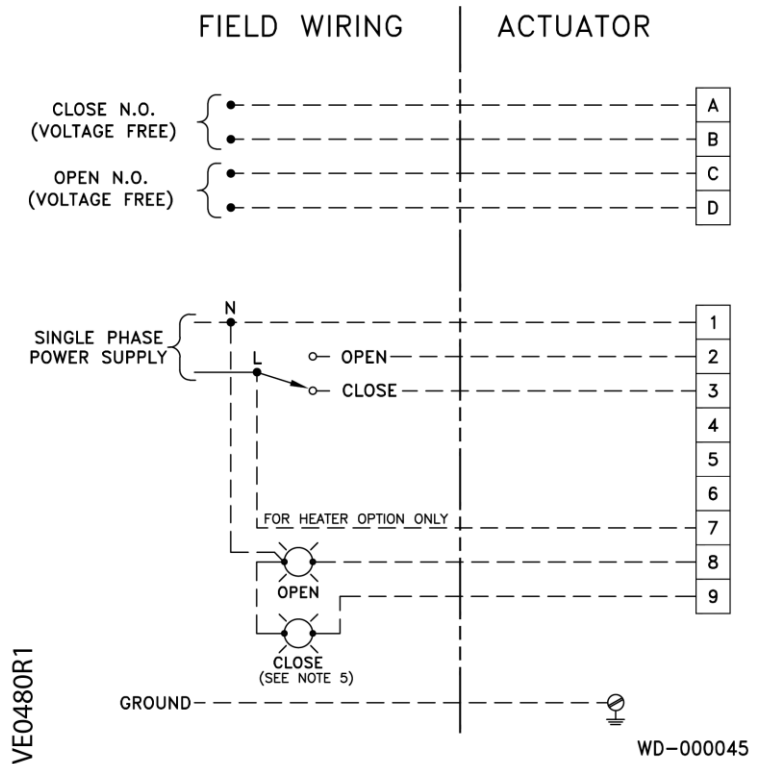 FIELD WIRING
ACTUATOR
CLOSE N.O.
(VOLTAGE FREE)
A
B
OPEN N.O.
(VOLTAGE FREE)
C
D
N
1
SINGLE PHASE
POWER SUPPLY
L
OPEN
2
CLOSE
3
4
5
6
FOR HEATER OPTION ONLY
7
8
OPEN
9
CLOSE
(SEE NOTE 5)
GROUND
VE0480R1
WD-000045